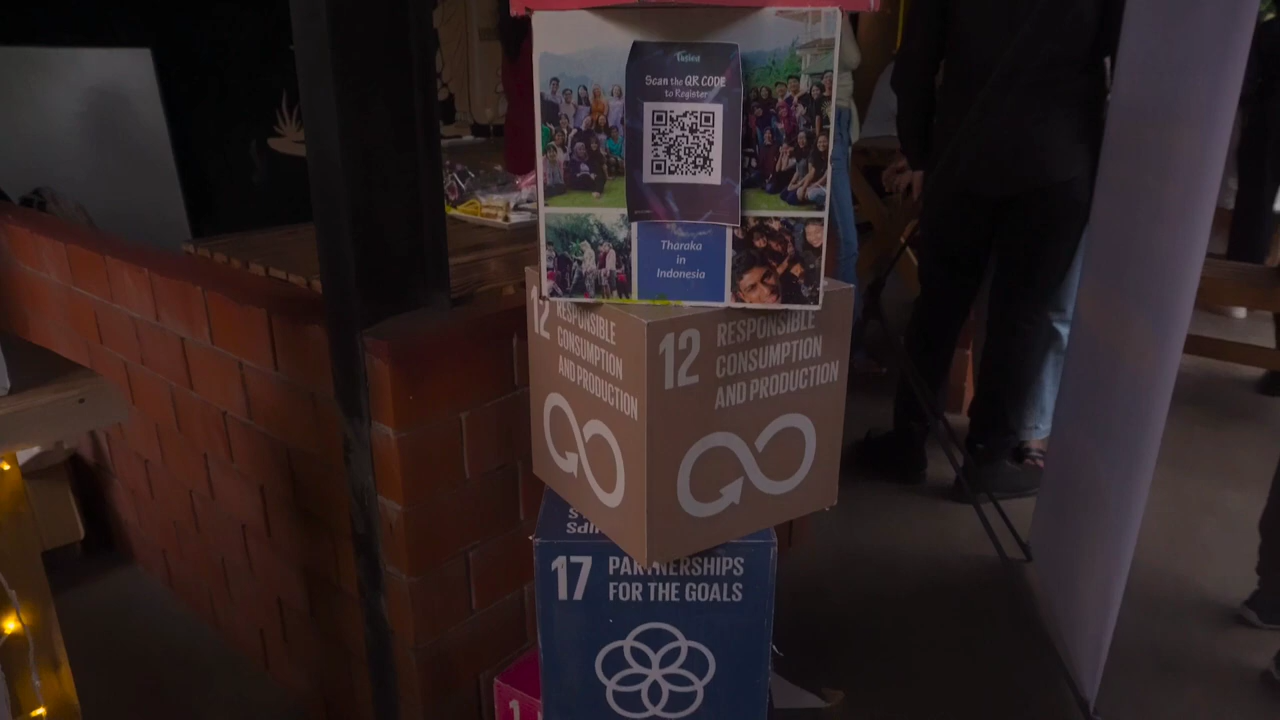 Scan the QR CODE
to Register
Tharaka
in
Indonesia
12 RESPONSIBLE
CONSUMPTION
AND PRODUCTION
12 RESPONSIBLE
CONSUMPTION
AND PRODUCTION
17 PARTNERSHIPS
FOR THE GOALS
1